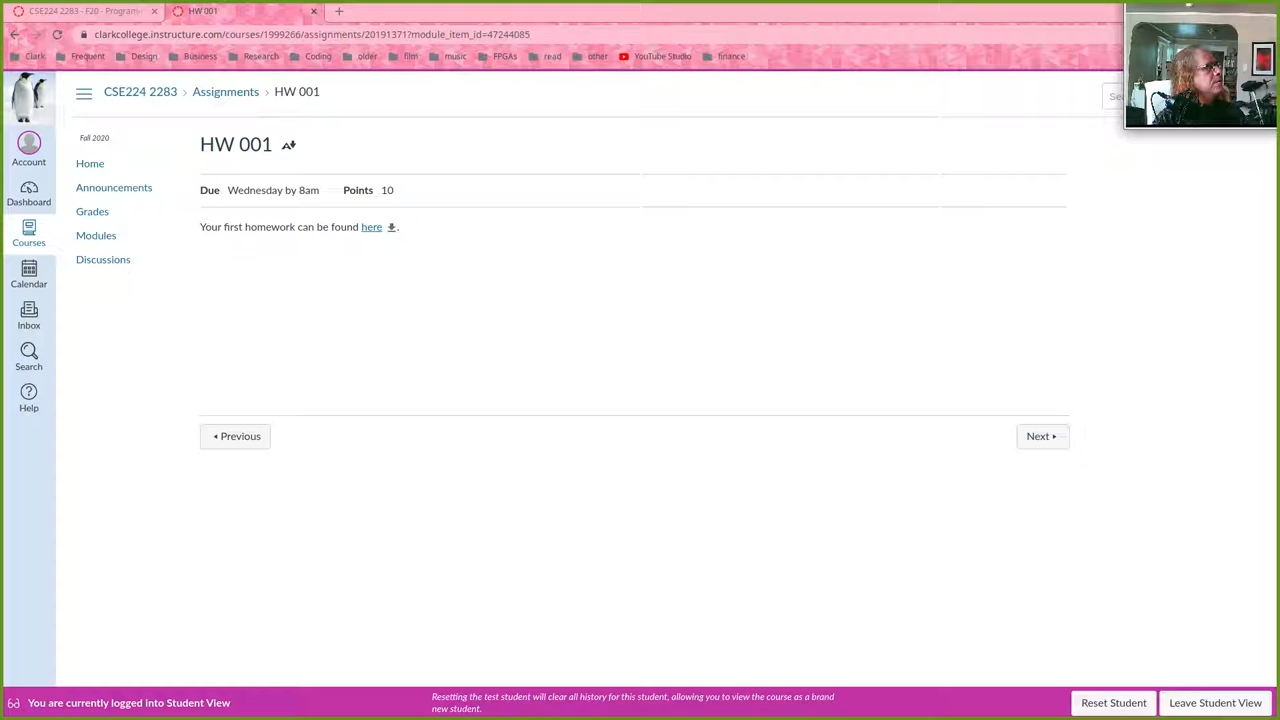 CSE224 2283 - F20 - Program
HW 001
clarkcollege.instructure.com/courses/1999266/assignments/20191371?module_item_id=47244085
Clark Frequent Design Business Research Coding older film music FPGAs read other YouTube Studio finance
CSE224 2283 › Assignments › HW 001
Fall 2020
Account
Dashboard
Courses
Calendar
Inbox
Search
Help
Home
Announcements
Grades
Modules
Discussions
HW 001
Due Wednesday by 8am Points 10
Your first homework can be found here.
Previous
Next
You are currently logged into Student View
Resetting the test student will clear all history for this student, allowing you to view the course as a brand
new student.
Reset Student
Leave Student View